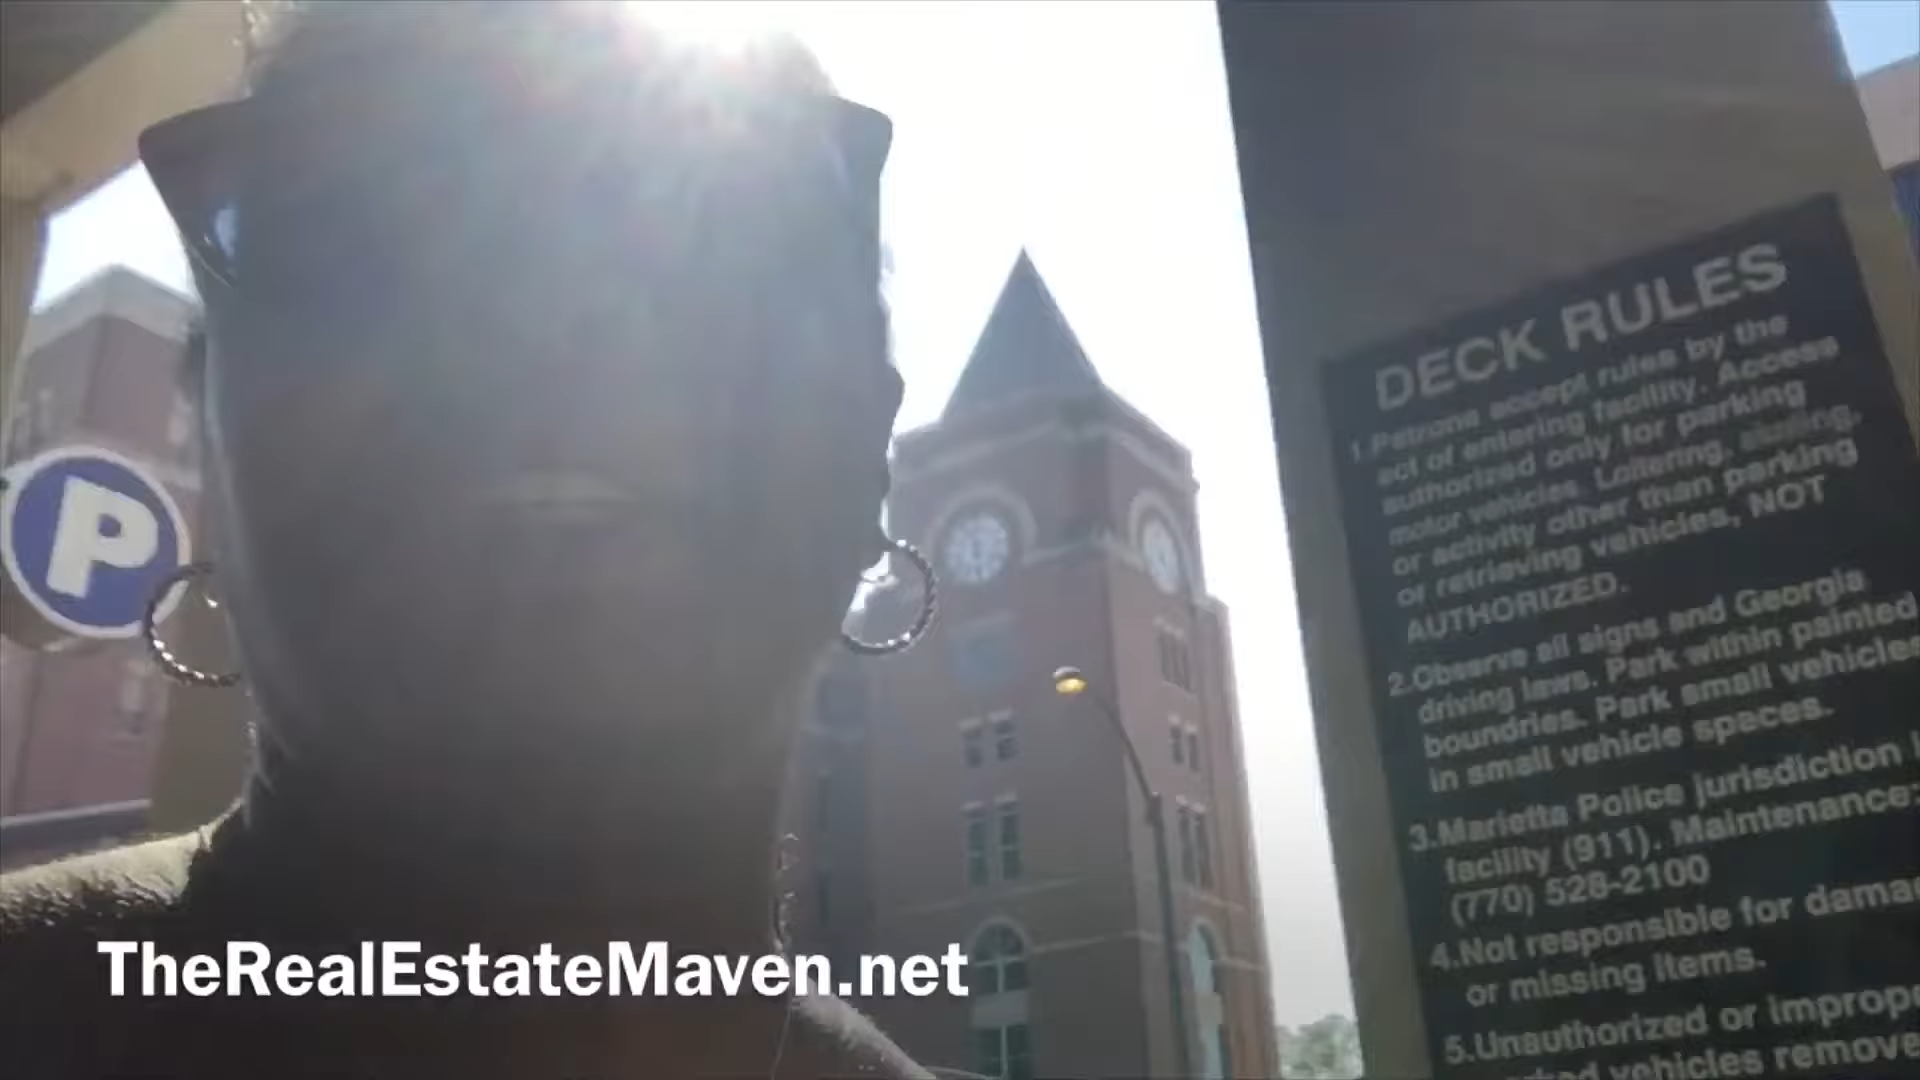 P
DECK RULES
1.Patrons accept rules by the
act of entering facility. Access
authorized only for parking
motor vehicles. Loitering, skating,
or activity other than parking
or retrieving vehicles, NOT
AUTHORIZED.
2.Observe all signs and Georgia
driving laws. Park within painted
boundries. Park small vehicles
in small vehicle spaces.
3.Marietta Police jurisdiction
facility (911). Maintenance:
(770) 528-2100
4.Not responsible for
or missing items.
5.Unauthorized or
vehicles
TheRealEstateMaven.net